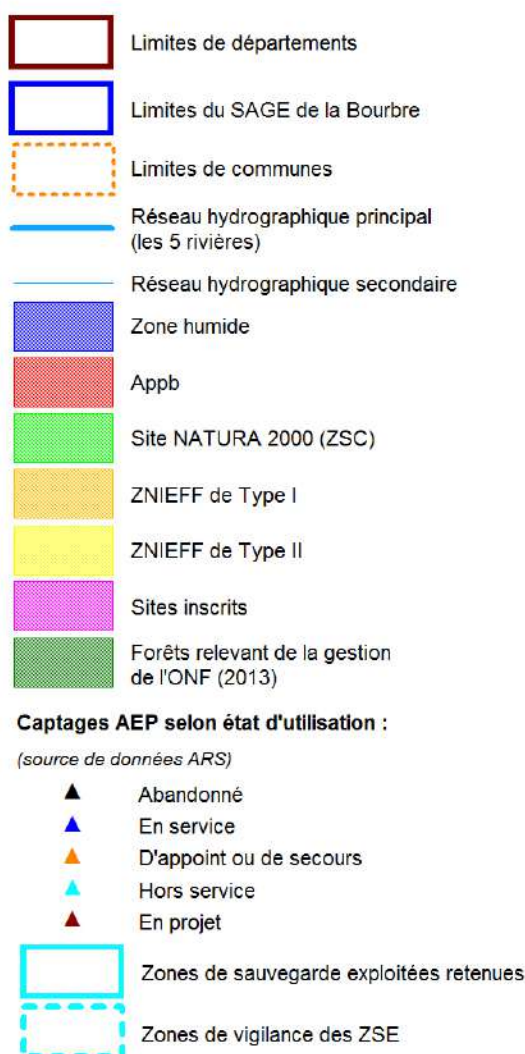 Limites de départements
Limites du SAGE de la Bourbre
Limites de communes
Réseau hydrographique principal
(les 5 rivières)
Réseau hydrographique secondaire
Zone humide
Appb
Site NATURA 2000 (ZSC)
ZNIEFF de Type I
ZNIEFF de Type II
Sites inscrits
Forêts relevant de la gestion
de l'ONF (2013)
Captages AEP selon état d'utilisation :
(source de données ARS)
Abandonné
En service
D'appoint ou de secours
Hors service
En projet
Zones de sauvegarde exploitées retenues
Zones de vigilance des ZSE